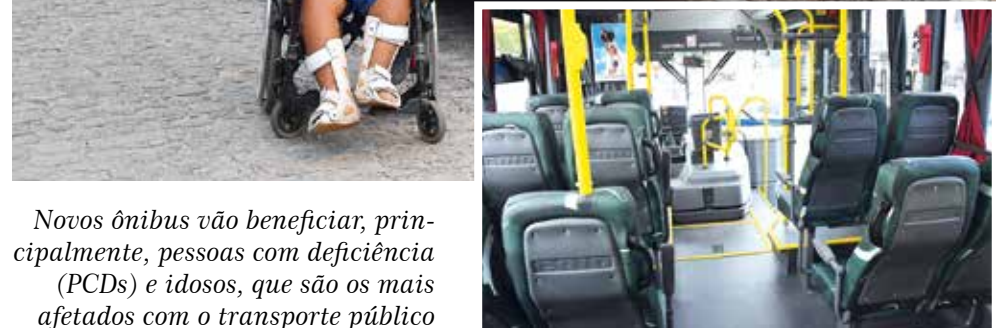 Novos ônibus vão beneficiar, prin-
cipalmente, pessoas com deficiência
(PCDs) e idosos, que são os mais
afetados com o transporte público